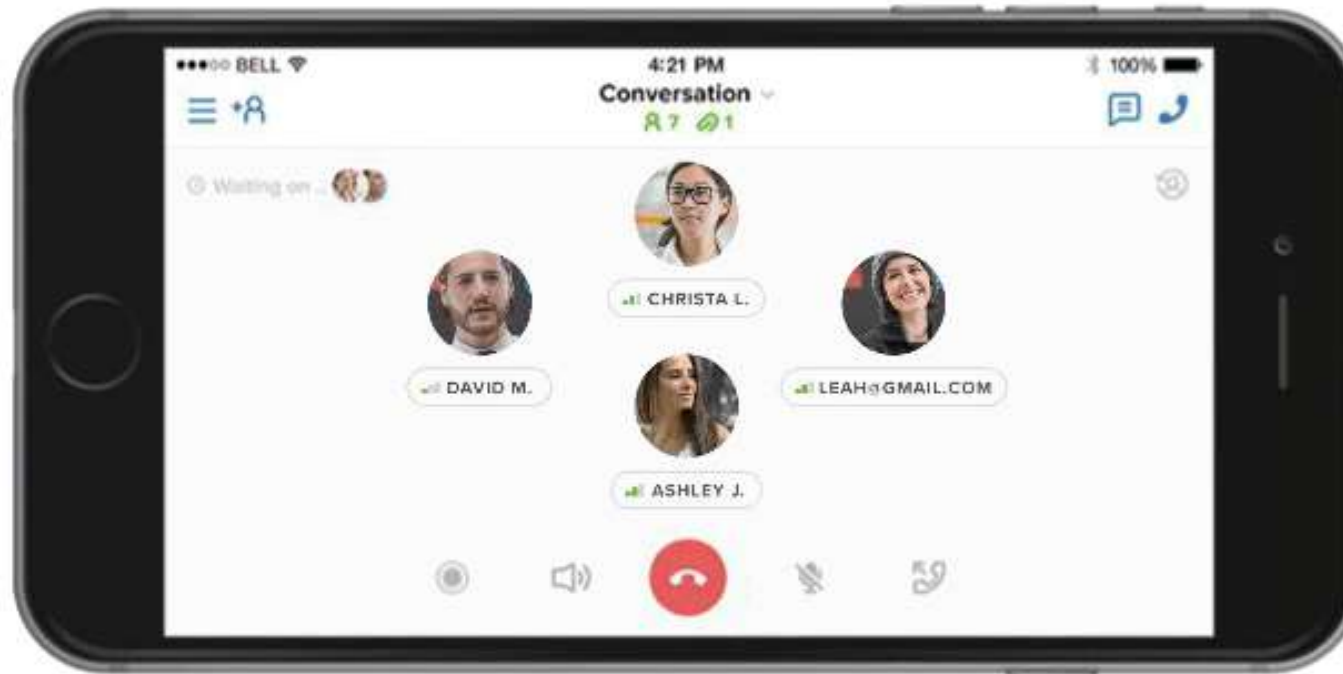 BELL 4:21 PM 100%
Conversation
7 1
Waiting on ..
CHRISTA L.
DAVID M.
LEAH@GMAIL.COM
ASHLEY J.